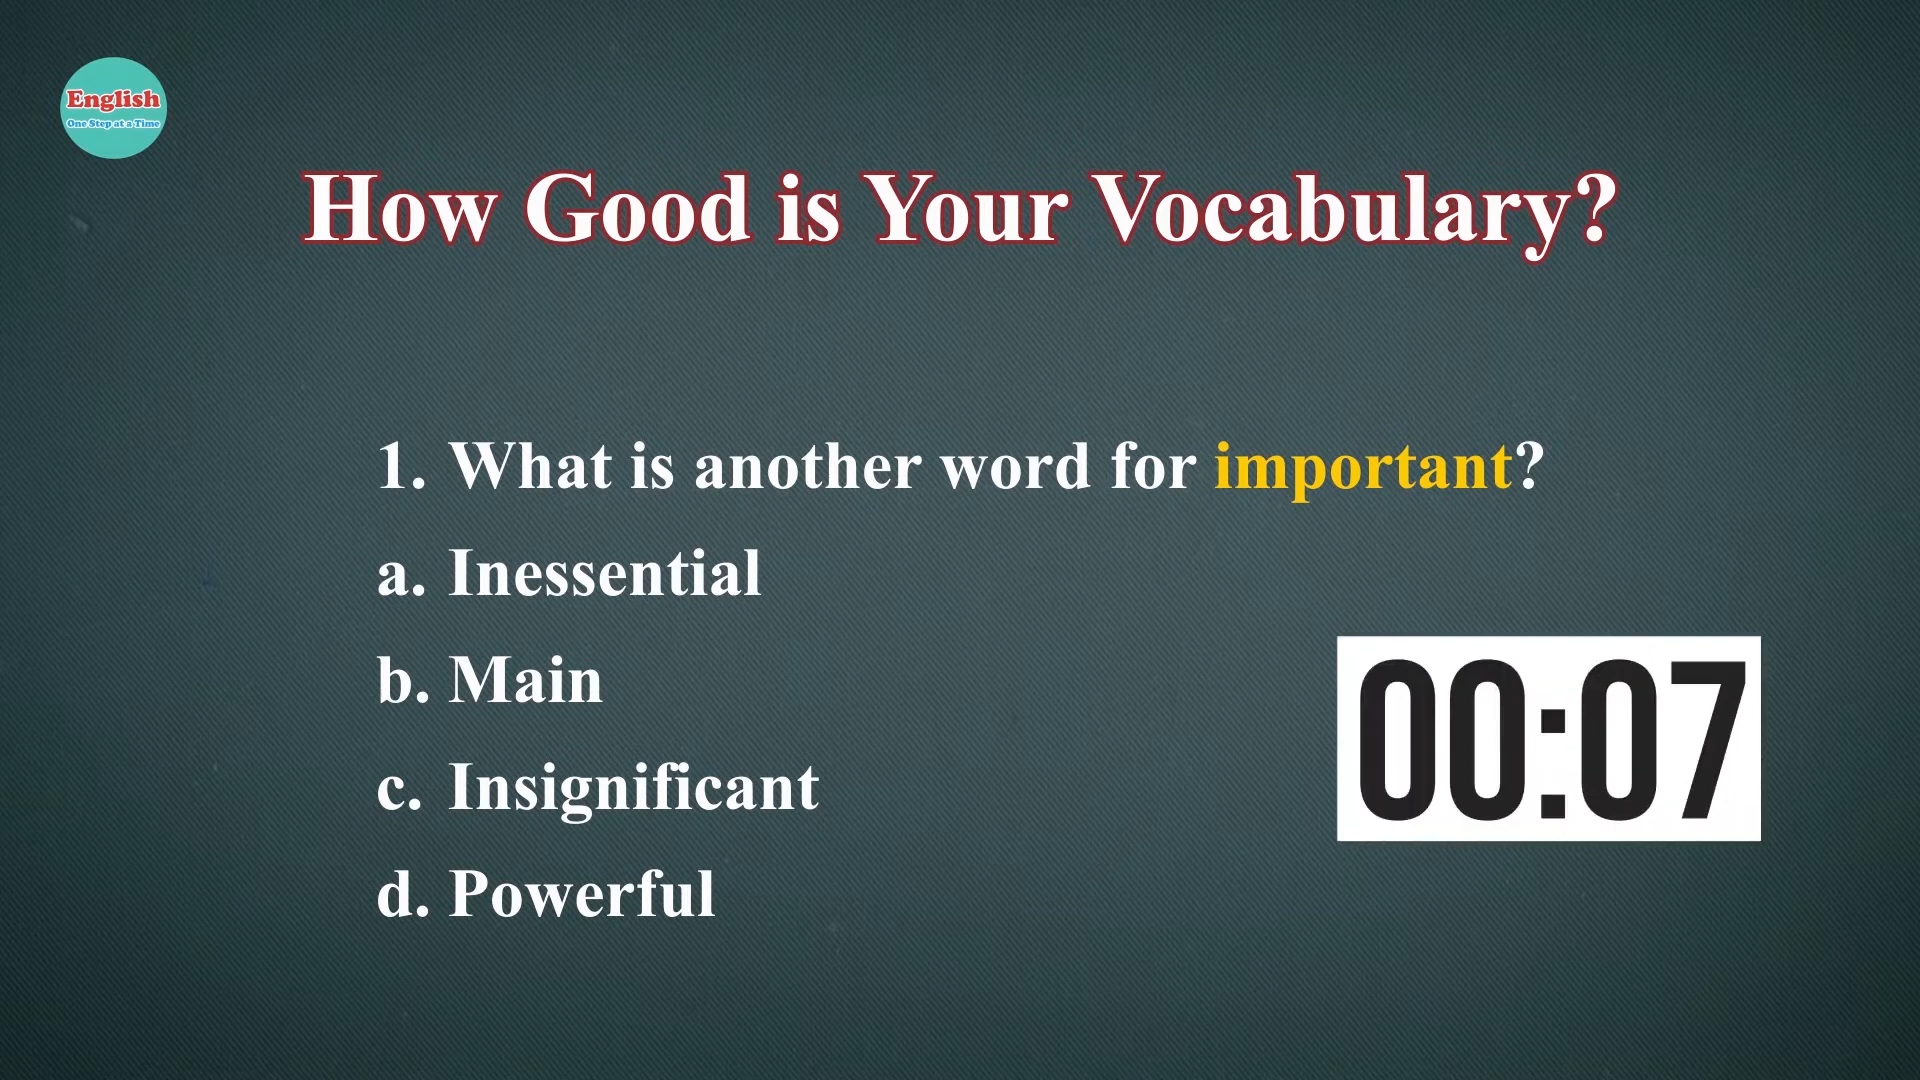 English
One Step at a Time
How Good is Your Vocabulary?
1. What is another word for important?
a. Inessential
b. Main
c. Insignificant
d. Powerful
00:07